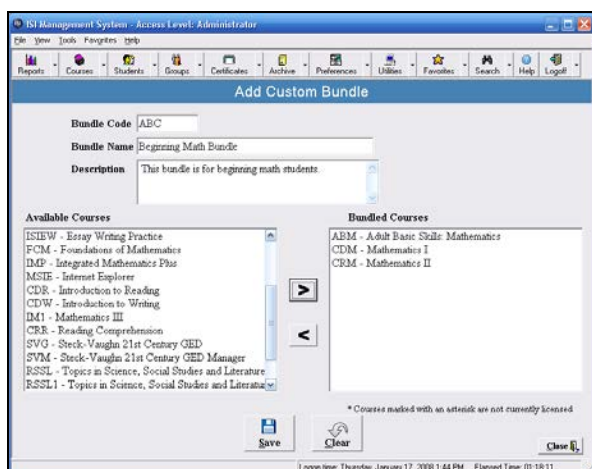 ISI Management System - Access Level: Administrator
File View Tools Favorites Help
Reports Courses Students Groups Certificates Archive Preferences Utilities Favorites Search Help Logoff
Add Custom Bundle
Bundle Code ABC
Bundle Name Beginning Math Bundle
Description This bundle is for beginning math students.
Available Courses
ISIEW - Essay Writing Practice
FCM - Foundations of Mathematics
IMP - Integrated Mathematics Plus
MSIE - Internet Explorer
CDR - Introduction to Reading
CDW - Introduction to Writing
IM1 - Mathematics III
CRR - Reading Comprehension
SVG - Steck-Vaughn 21st Century GED
SVM - Steck-Vaughn 21st Century GED Manager
RSSL - Topics in Science, Social Studies and Literature
RSSL1 - Topics in Science, Social Studies and Literatu
>
<
Bundled Courses
ABM - Adult Basic Skills: Mathematics
CDM - Mathematics I
CRM - Mathematics II
* Courses marked with an asterisk are not currently licensed
Save Clear Close
Logon time: Thursday, January 17, 2008 1:44 PM Elapsed Time: 01:18:11